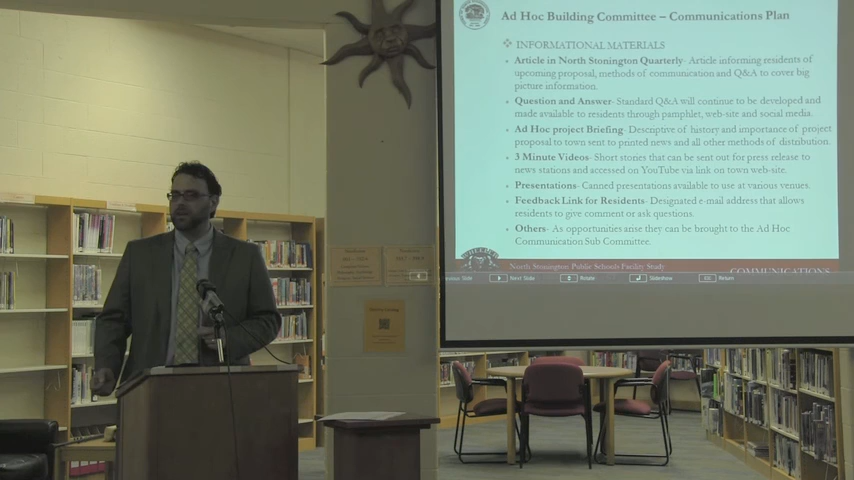 Ad Hoc Building Committee – Communications Plan
❖ INFORMATIONAL MATERIALS
• Article in North Stonington Quarterly- Article informing residents of
upcoming proposal, methods of communication and Q&A to cover big
picture information.
• Question and Answer- Standard Q&A will continue to be developed and
made available to residents through pamphlet, web-site and social media.
• Ad Hoc project Briefing- Descriptive of history and importance of project
proposal to town sent to printed news and all other methods of distribution.
• 3 Minute Videos- Short stories that can be sent out for press release to
news stations and accessed on YouTube via link on town web-site.
• Presentations- Canned presentations available to use at various venues.
• Feedback Link for Residents- Designated e-mail address that allows
residents to give comment or ask questions.
• Others- As opportunities arise they can be brought to the Ad Hoc
Communication Sub Committee.
North Stonington Public Schools Facility Study
COMMUNICATIONS
Slide Next Slide Rotate Slideshow Return